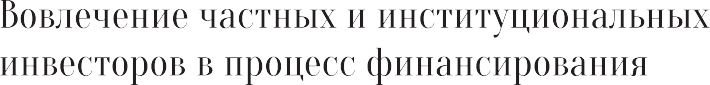 Вовлечение частных и институциональных
инвесторов в процесс финансирования